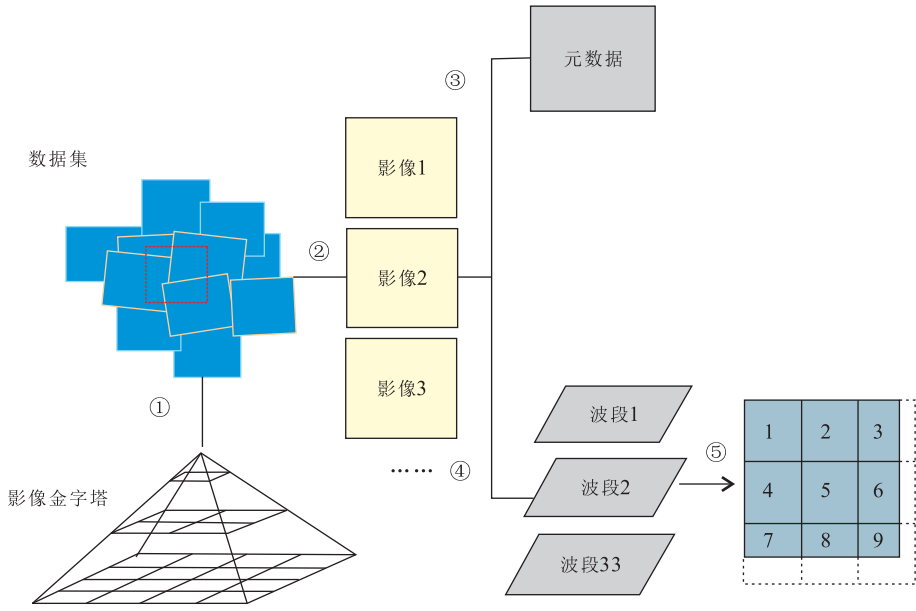 元数据
③
数据集
影像1
②
影像2
影像3
①
波段1
⑤
1 2 3
…… ④
影像金字塔
波段2
4 5 6
7 8 9
波段33